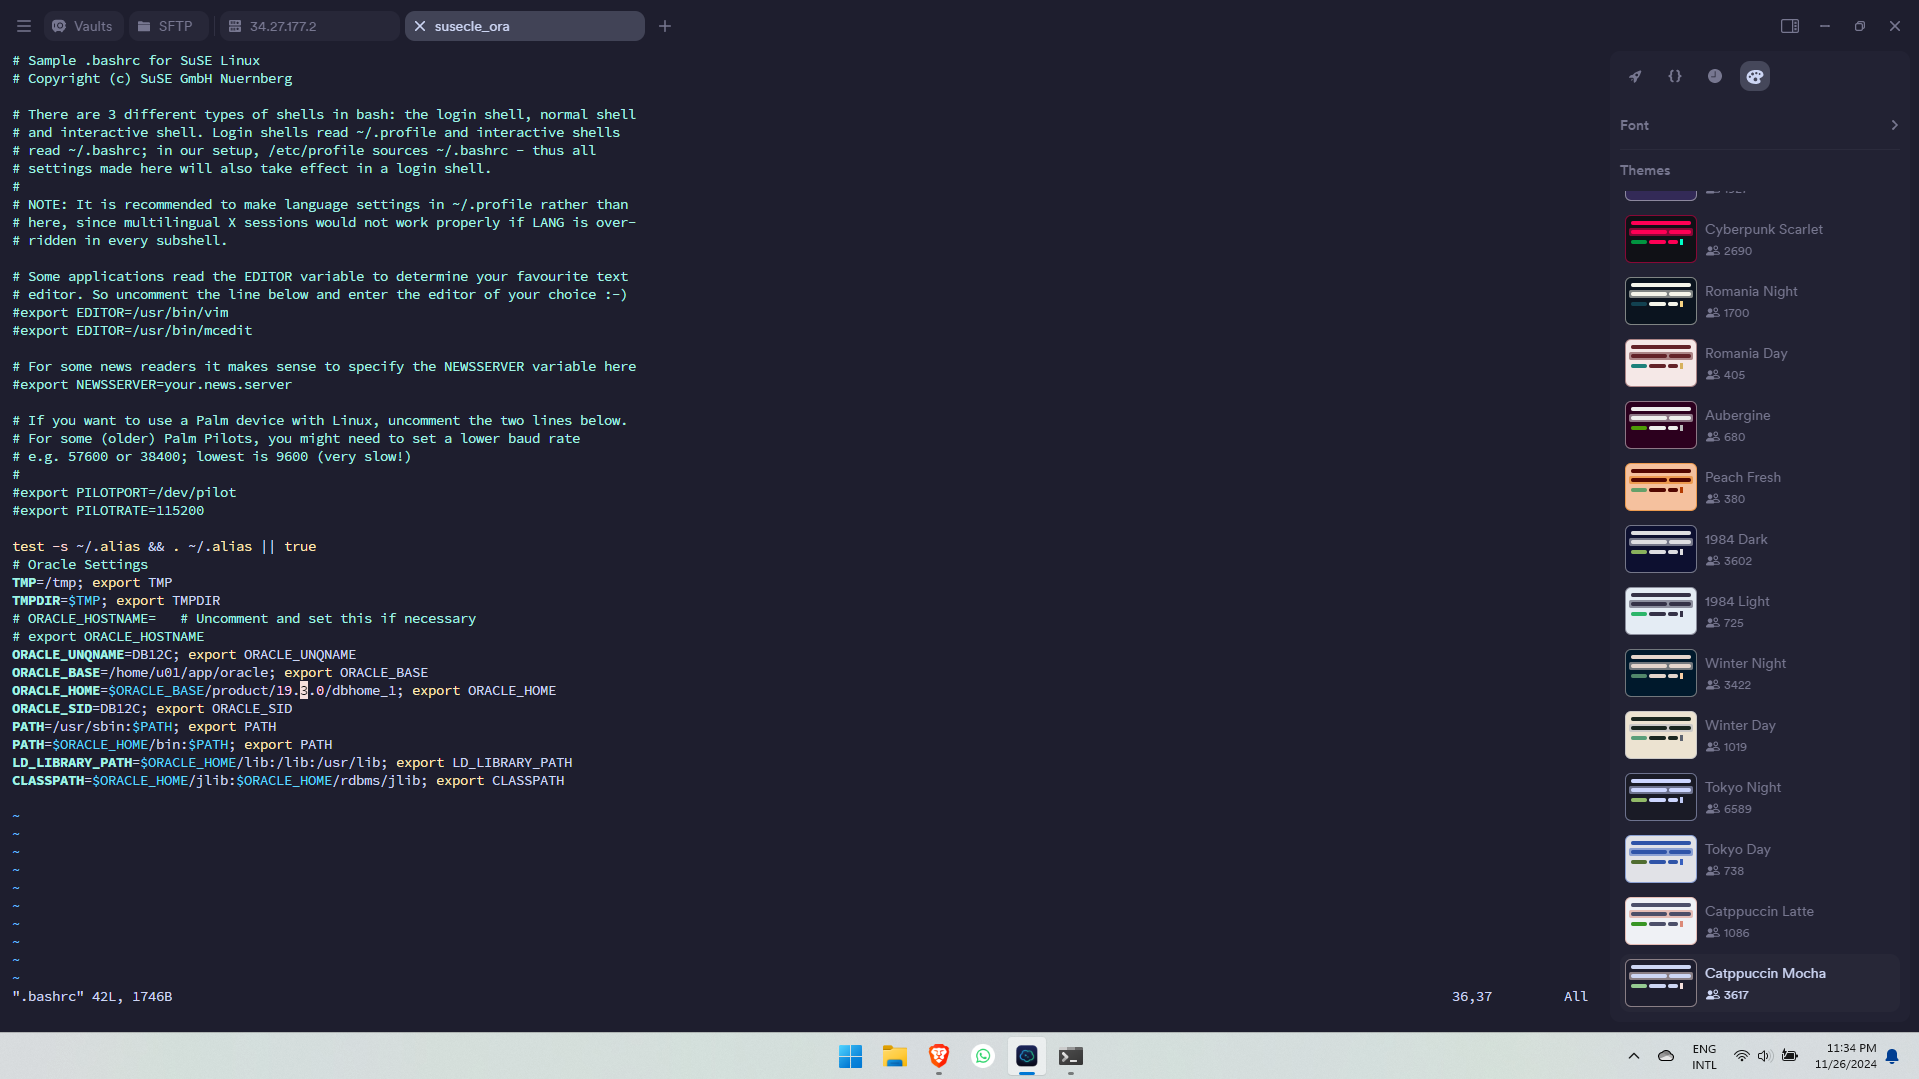 Vaults
SFTP
34.27.177.2
susecle_ora
# Sample .bashrc for SuSE Linux
# Copyright (c) SuSE GmbH Nuernberg
# There are 3 different types of shells in bash: the login shell, normal shell
# and interactive shell. Login shells read ~/.profile and interactive shells
# read ~/.bashrc; in our setup, /etc/profile sources ~/.bashrc - thus all
# settings made here will also take effect in a login shell.
#
# NOTE: It is recommended to make language settings in ~/.profile rather than
# here, since multilingual X sessions would not work properly if LANG is over-
# ridden in every subshell.
# Some applications read the EDITOR variable to determine your favourite text
# editor. So uncomment the line below and enter the editor of your choice :-)
#export EDITOR=/usr/bin/vim
#export EDITOR=/usr/bin/mcedit
# For some news readers it makes sense to specify the NEWSSERVER variable here
#export NEWSSERVER=your.news.server
# If you want to use a Palm device with Linux, uncomment the two lines below.
# For some (older) Palm Pilots, you might need to set a lower baud rate
# e.g. 57600 or 38400; lowest is 9600 (very slow!)
#
#export PILOTPORT=/dev/pilot
#export PILOTRATE=115200
test -s ~/.alias && . ~/.alias || true
# Oracle Settings
TMP=/tmp; export TMP
TMPDIR=$TMP; export TMPDIR
# ORACLE_HOSTNAME=   # Uncomment and set this if necessary
# export ORACLE_HOSTNAME
ORACLE_UNQNAME=DB12C; export ORACLE_UNQNAME
ORACLE_BASE=/home/u01/app/oracle; export ORACLE_BASE
ORACLE_HOME=$ORACLE_BASE/product/19.3.0/dbhome_1; export ORACLE_HOME
ORACLE_SID=DB12C; export ORACLE_SID
PATH=/usr/sbin:$PATH; export PATH
PATH=$ORACLE_HOME/bin:$PATH; export PATH
LD_LIBRARY_PATH=$ORACLE_HOME/lib:/lib:/usr/lib; export LD_LIBRARY_PATH
CLASSPATH=$ORACLE_HOME/jlib:$ORACLE_HOME/rdbms/jlib; export CLASSPATH
~
~
~
~
~
~
~
~
~
~
".bashrc" 42L, 1746B
36,37
All
Font
Themes
Cyberpunk Scarlet
2690
Romania Night
1700
Romania Day
405
Aubergine
680
Peach Fresh
380
1984 Dark
3602
1984 Light
725
Winter Night
3422
Winter Day
1019
Tokyo Night
6589
Tokyo Day
738
Catppuccin Latte
1086
Catppuccin Mocha
3617
ENG
INTL
11:34 PM
11/26/2024